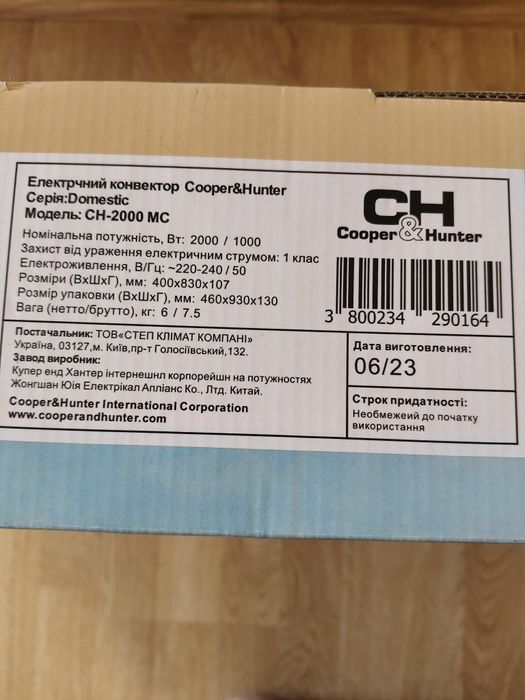 Електрчний конвектор Cooper&Hunter
Серія:Domestic
Модель: CH-2000 MC
Номінальна потужність, Вт: 2000 / 1000
Захист від ураження електричним струмом: 1 клас
Електроживлення, В/Гц: ~220-240 / 50
Розміри (ВхШхГ), мм: 400х830х107
Розмір упаковки (ВхШхГ), мм: 460х930х130
Вага (нетто/брутто), кг: 6 / 7.5
CH
Cooper&Hunter
3 800234 290164
Постачальник: ТОВ«СТЕП КЛІМАТ КОМПАНІ»
Україна, 03127,м. Київ,пр-т Голосіївський,132.
Завод виробник:
Купер енд Хантер інтернешнл корпорейшн на потужностях
Жонгшан Юія Електрікал Апплianс Ко., Лтд. Китай.
Cooper&Hunter International Corporation
www.cooperandhunter.com
Дата виготовлення:
06/23
Строк придатності:
Необмежеий до початку
використання